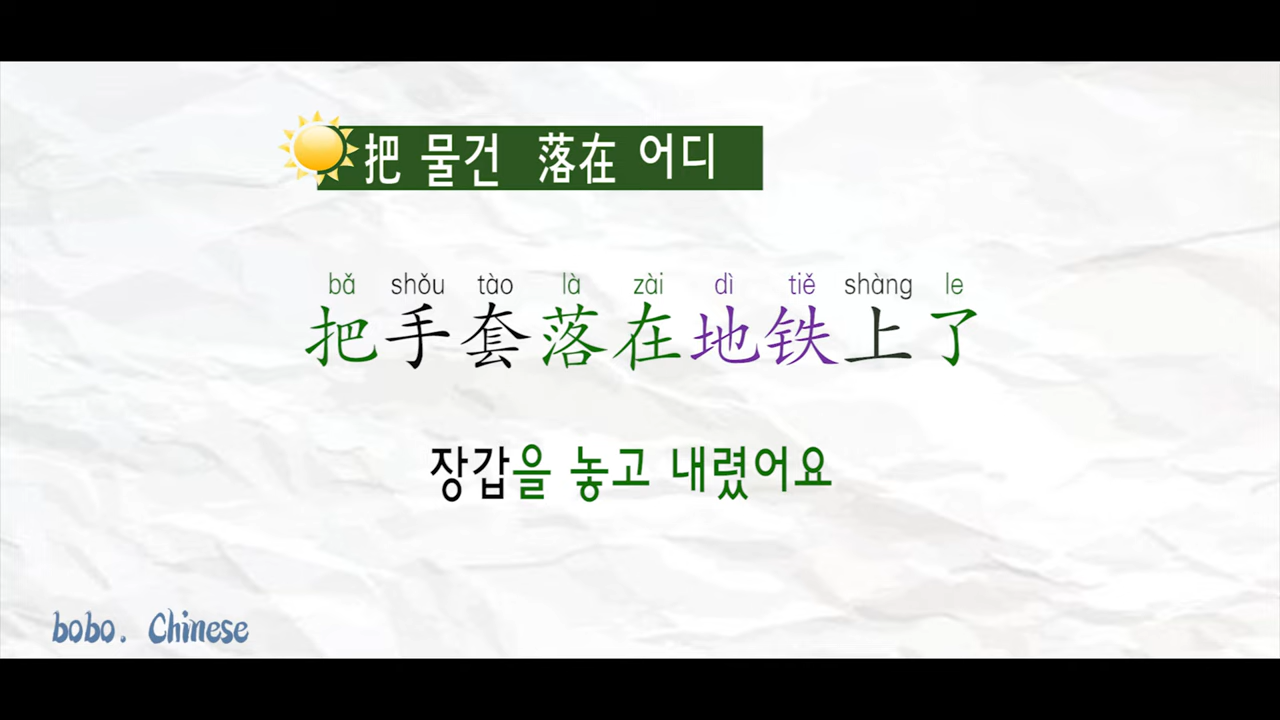 把 물건 落在 어디
bǎ shǒu tào là zài dì tiě shàng le
把手套落在地铁上了
장갑을 놓고 내렸어요
bobo. Chinese